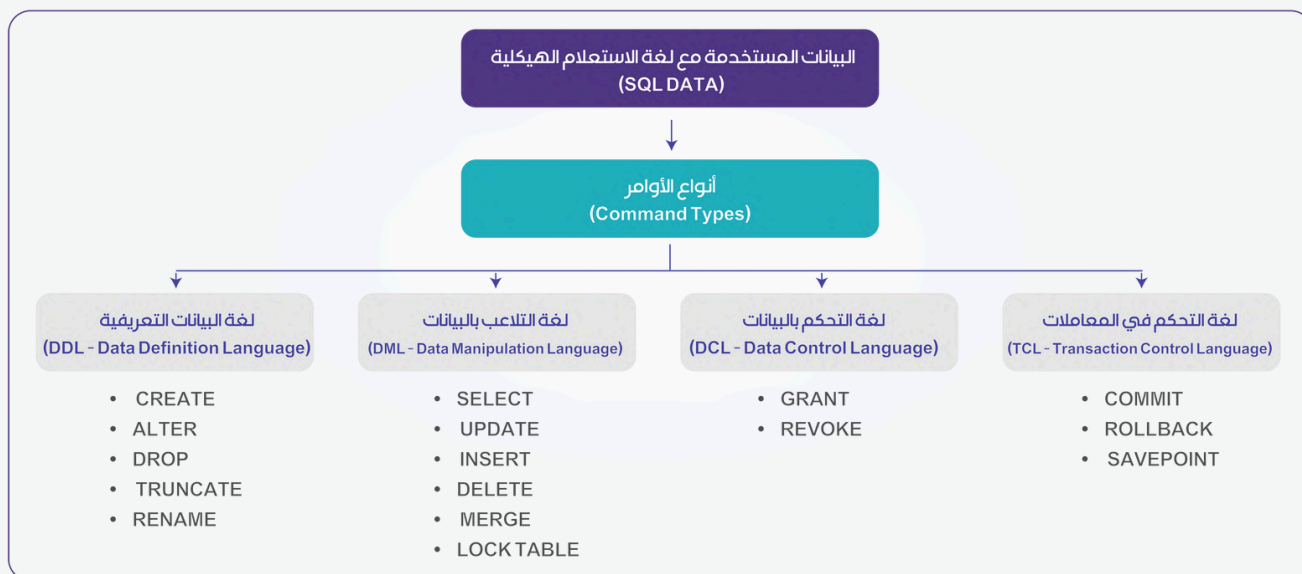 البيانات المستخدمة مع لغة الاستعلام الهيكلية
(SQL DATA)
أنواع الأوامر
(Command Types)
لغة البيانات التعريفية
(DDL - Data Definition Language)
• CREATE
• ALTER
• DROP
• TRUNCATE
• RENAME
لغة التلاعب بالبيانات
(DML - Data Manipulation Language)
• SELECT
• UPDATE
• INSERT
• DELETE
• MERGE
• LOCK TABLE
لغة التحكم بالبيانات
(DCL - Data Control Language)
• GRANT
• REVOKE
لغة التحكم في المعاملات
(TCL - Transaction Control Language)
• COMMIT
• ROLLBACK
• SAVEPOINT